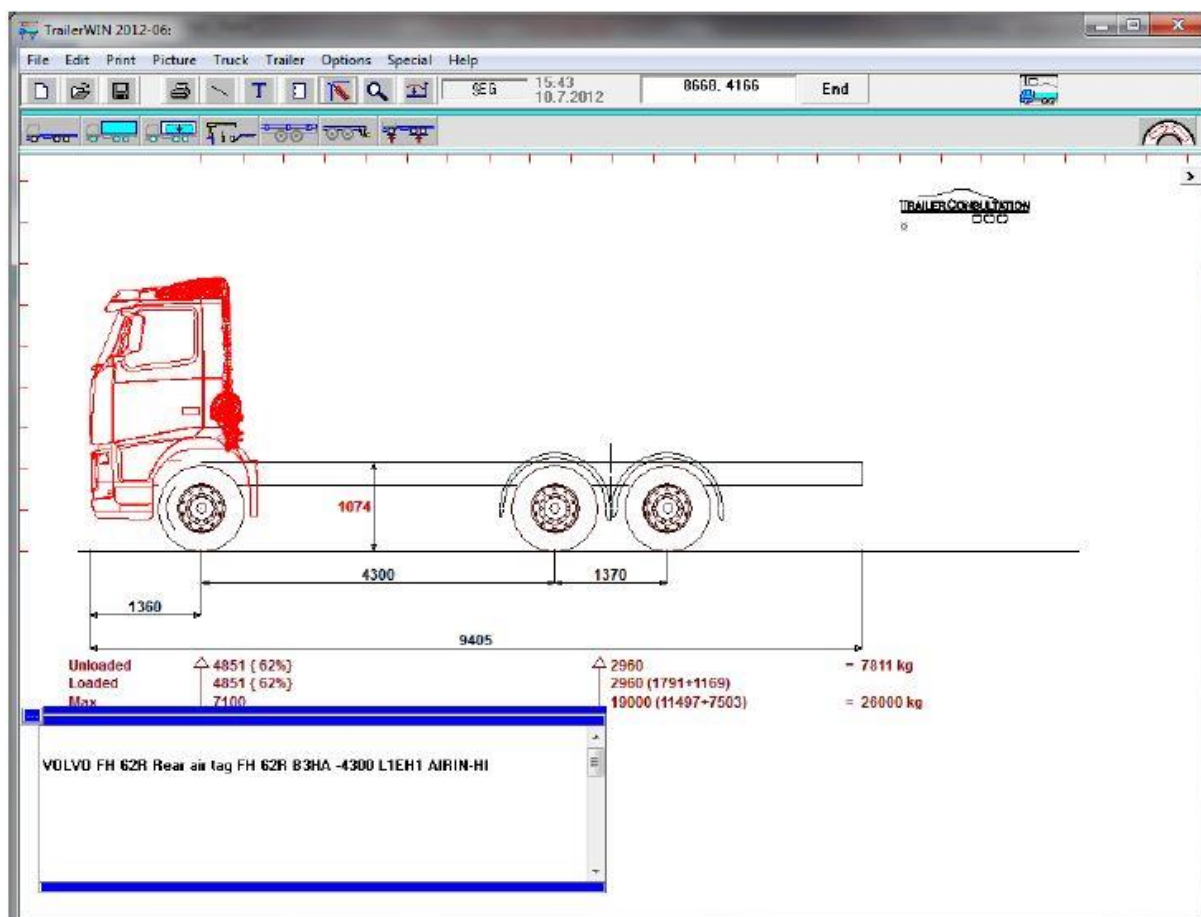 TrailerWIN 2012-06:
File Edit Print Picture Truck Trailer Options Special Help
T SEG 15:43 10.7.2012 8668. 4166 End
TRAILER CONSULTATION
1074
4300 1370
1360
9405
Unloaded 4851 ( 62%) 2960 = 7811 kg
Loaded 4851 ( 62%) 2960 (1791+1169)
Max 7100 19000 (11497+7503) = 26000 kg
VOLVO FH 62R Rear air tag FH 62R B3HA -4300 L1EH1 AIRIN-HI